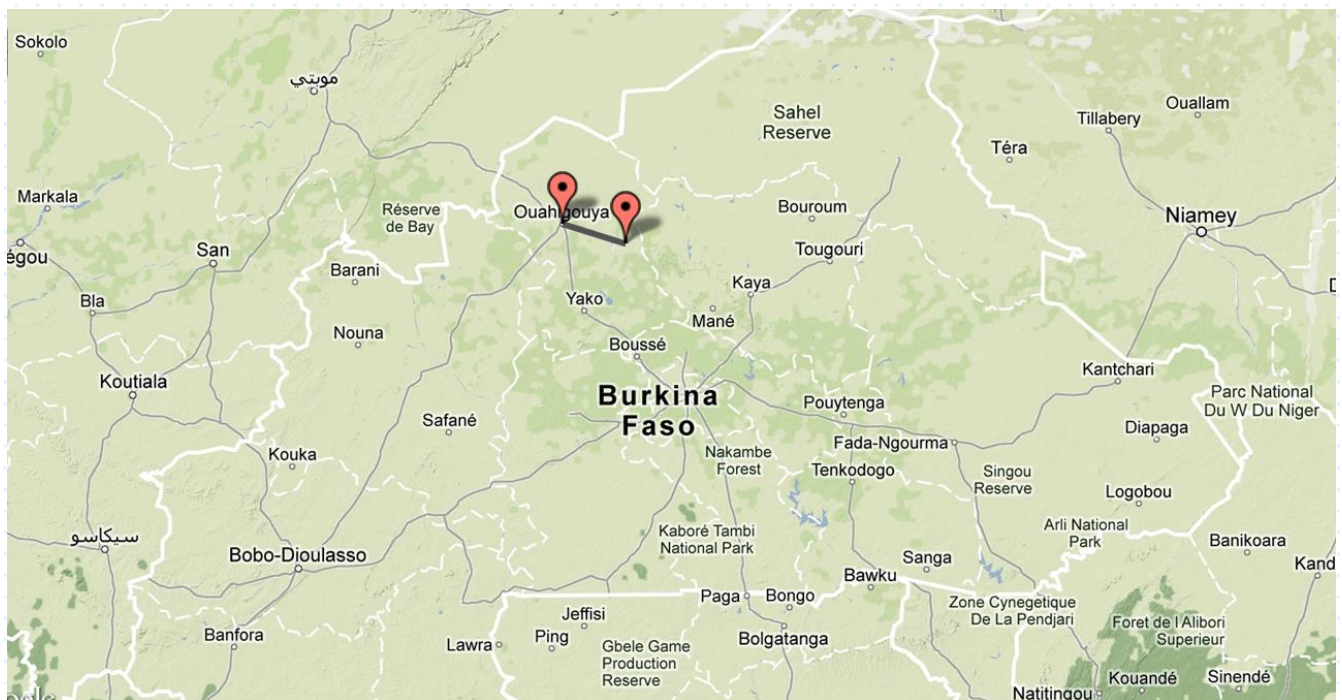 Sokolo
موبتي
Sahel
Reserve
Ouallam
Tillabery
Téra
Markala
Réserve
de Bay
Ouahigouya
Bouroum
Niamey
égou
San
Tougouri
Barani
Kaya
Bla
Yako
Mané
Nouna
Boussé
Koutiala
Kantchari
Burkina
Faso
Parc National
Du W Du Niger
Safané
Pouytenga
Diapaga
Fada-Ngourma
Kouka
Nakambe
Forest
Tenkodogo
Singou
Reserve
Logobou
سيكاسو
Kaboré Tambi
National Park
Arli National
Park
Banikoara
Bobo-Dioulasso
Sanga
Kand
Bawku
Paga
Bongo
Zone Cynegetique
De La Pendjari
Jeffisi
Foret de l Alibori
Superieur
Banfora
Lawra
Ping
Gbele Game
Production
Reserve
Bolgatanga
Kouandé
Sinendé
Natitingou